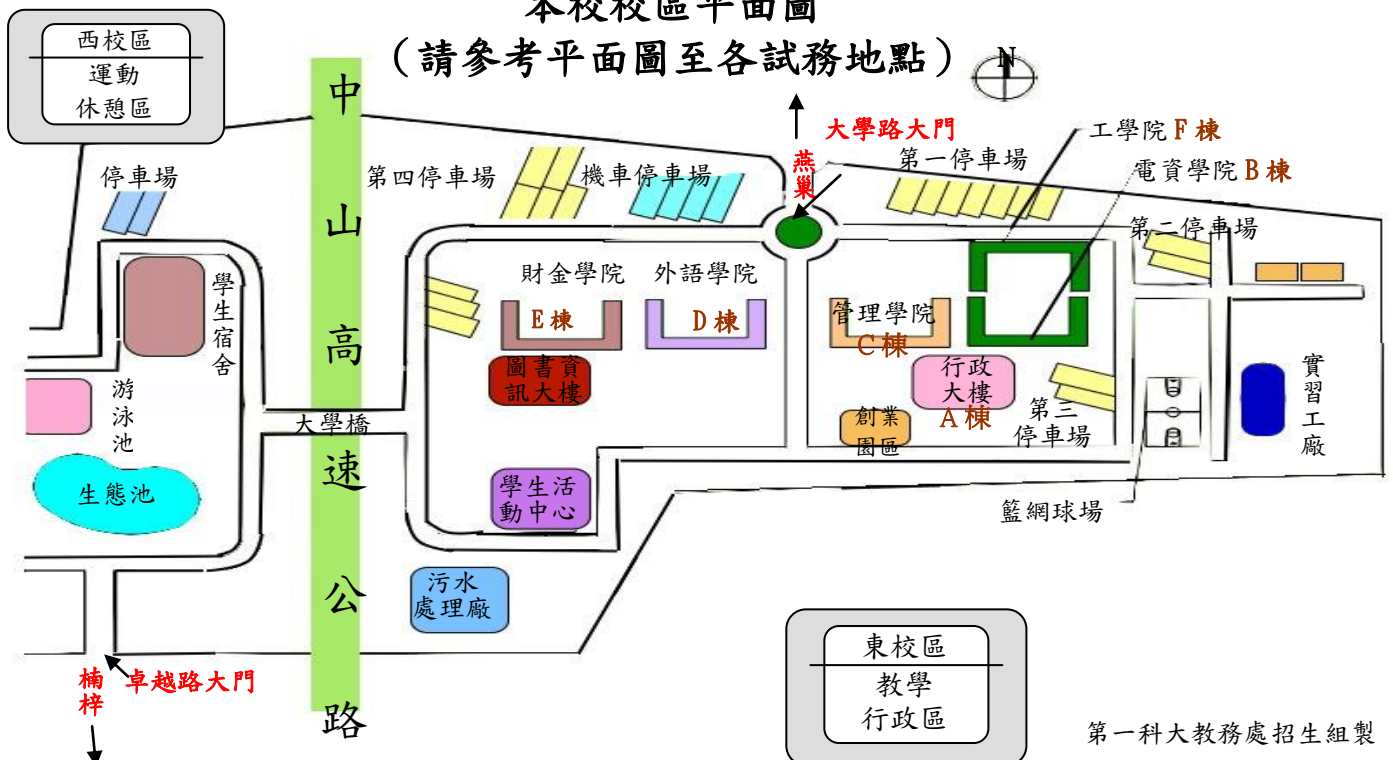 本校校區平面圖
（請參考平面圖至各試務地點）
西校區
運動
休憩區
N
中山高速公路
大學路大門
燕巢
工學院 F棟
電資學院 B棟
停車場
第四停車場
機車停車場
第一停車場
第二停車場
學生宿舍
財金學院
E棟
外語學院
D棟
管理學院
C棟
圖書資
訊大樓
行政
大樓
A棟
第三
停車場
創業
園區
實習工廠
游泳池
大學橋
生態池
學生活
動中心
籃網球場
污水
處理廠
楠梓
卓越路大門
東校區
教學
行政區
第一科大教務處招生組製